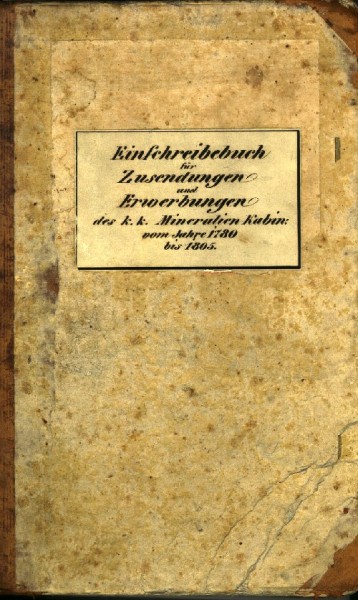 Einſchreibebuch
für
Zusendungen
und
Erwerbungen
des k. k. Mineralien Kabin:
vom Jahre 1780
bis 1805.